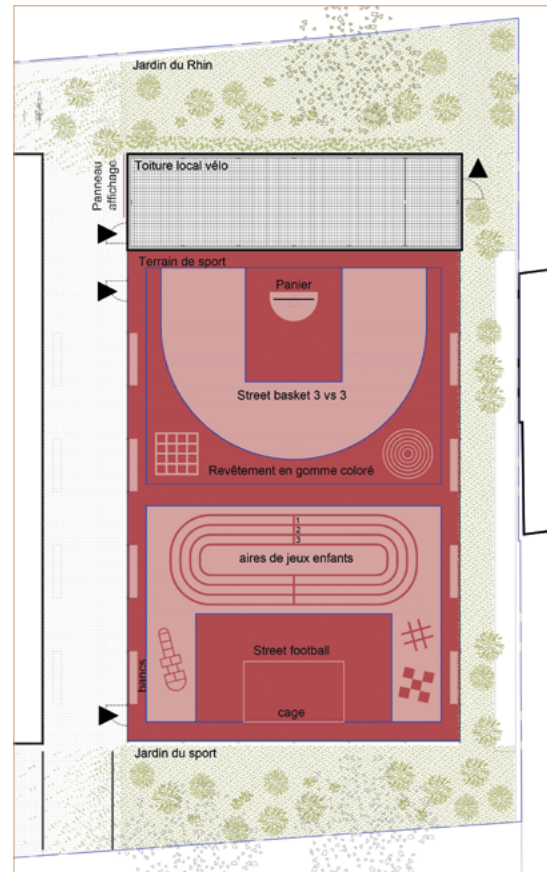 Jardin du Rhin
Toiture local vélo
Panneau
affichage
Terrain de sport
Panier
Street basket 3 vs 3
Revêtement en gomme coloré
1
2
3
aires de jeux enfants
Street football
bancs
cage
Jardin du sport